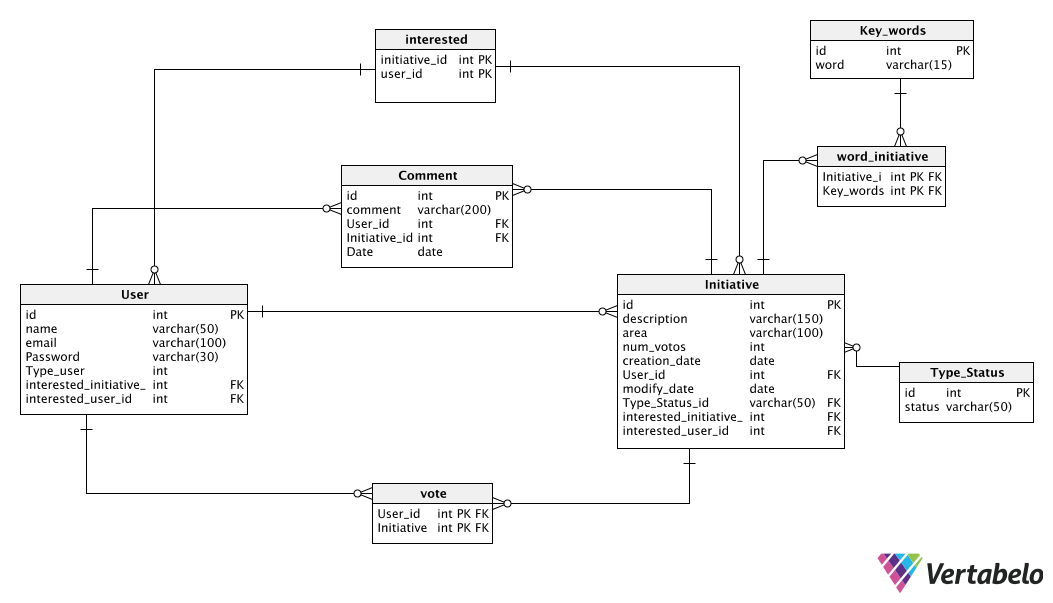 interested
initiative_id int PK
user_id int PK
Key_words
id int PK
word varchar(15)
word_initiative
Initiative_i int PK FK
Key_words int PK FK
Comment
id int PK
comment varchar(200)
User_id int FK
Initiative_id int FK
Date date
User
id int PK
name varchar(50)
email varchar(100)
Password varchar(30)
Type_user int
interested_initiative_ int FK
interested_user_id int FK
Initiative
id int PK
description varchar(150)
area varchar(100)
num_votos int
creation_date date
User_id int FK
modify_date date
Type_Status_id varchar(50) FK
interested_initiative_ int FK
interested_user_id int FK
Type_Status
id int PK
status varchar(50)
vote
User_id int PK FK
Initiative int PK FK
Vertabelo